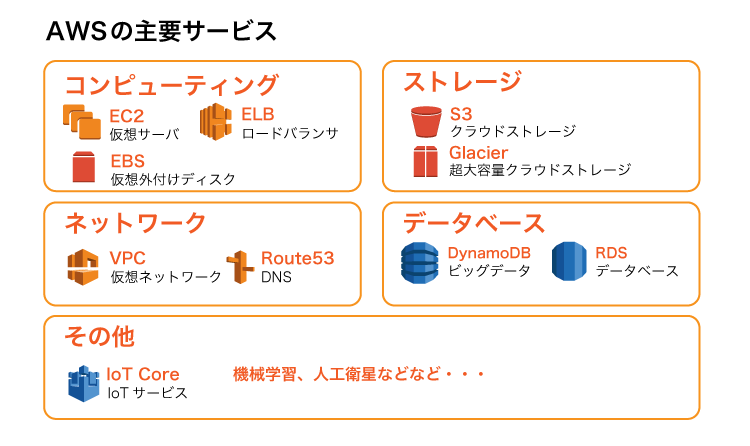 AWSの主要サービス
コンピューティング
EC2
仮想サーバ
ELB
ロードバランサ
EBS
仮想外付けディスク
ストレージ
S3
クラウドストレージ
Glacier
超大容量クラウドストレージ
ネットワーク
VPC
仮想ネットワーク
Route53
DNS
データベース
DynamoDB
ビッグデータ
RDS
データベース
その他
IoT Core
IoTサービス
機械学習、人工衛星などなど・・・